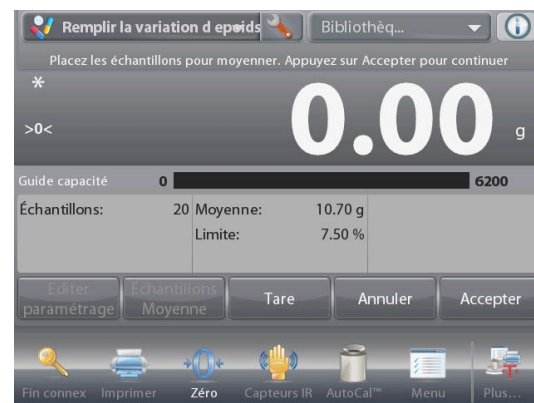 Remplir la variation d epoids Bibliothèq...
Placez les échantillons pour moyenner. Appuyez sur Accepter pour continuer
*
>0< 0.00 g
Guide capacité 0 6200
Échantillons: 20 Moyenne: 10.70 g
Limite: 7.50 %
Editer paramétrage Échantillons Moyenne Tare Annuler Accepter
Fin connex Imprimer Zéro Capteurs IR AutoCal™ Menu Plus...